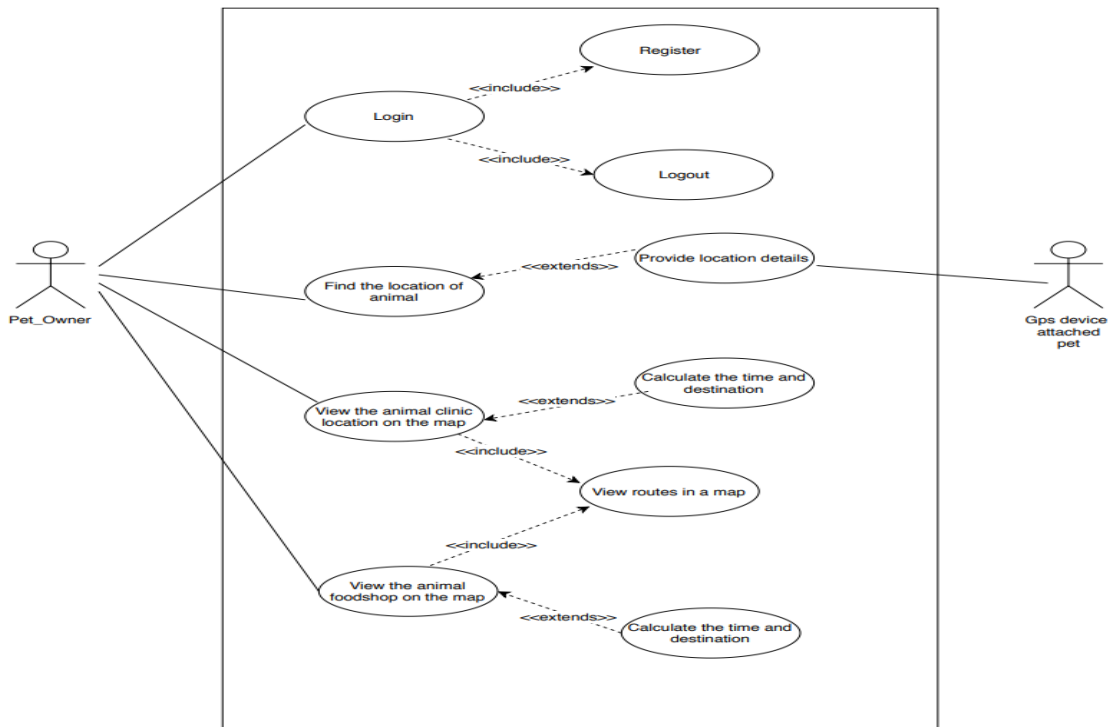 Register
<<include>>
Login
<<include>>
Logout
Provide location details
<<extends>>
Find the location of
animal
Pet_Owner
Gps device
attached
pet
Calculate the time and
destination
<<extends>>
View the animal clinic
location on the map
<<include>>
View routes in a map
<<include>>
View the animal
foodshop on the map
<<extends>>
Calculate the time and
destination